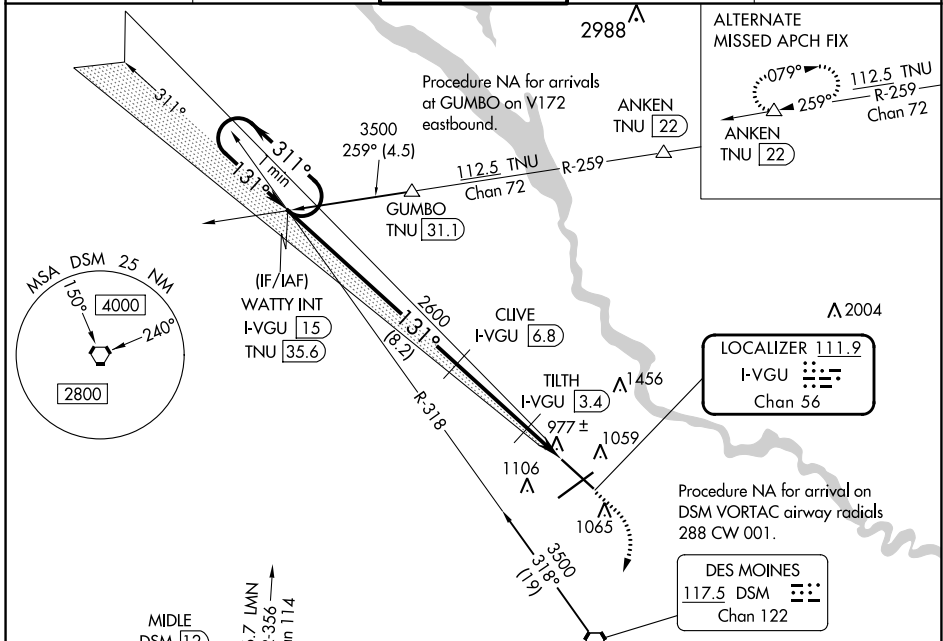 2988
ALTERNATE
MISSED APCH FIX
079°
112.5 TNU
R-259
Chan 72
259°
ANKEN
TNU 22
Procedure NA for arrivals
at GUMBO on V172
eastbound.
ANKEN
TNU 22
3500
259° (4.5)
112.5 TNU
R-259
Chan 72
GUMBO
TNU 31.1
311°
311°
131°
1 min
(IF/IAF)
WATTY INT
I-VGU 15
TNU 35.6
MSA DSM 25 NM
150°
4000
240°
2800
2600
131°
(8.2)
CLIVE
I-VGU 6.8
2004
LOCALIZER 111.9
I-VGU
Chan 56
TILTH
I-VGU 3.4
1456
977 ±
1059
1106
1065
R-318
Procedure NA for arrival on
DSM VORTAC airway radials
288 CW 001.
3500
318°
(19)
DES MOINES
117.5 DSM
Chan 122
MIDLE
DSM 12
.7 LMN
R-356
an 114